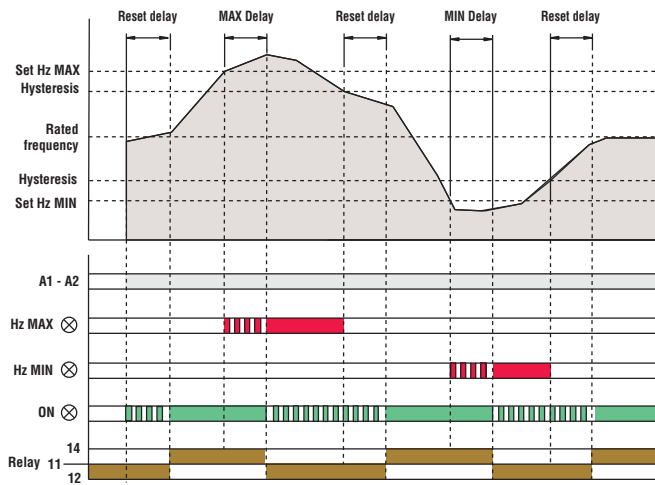 Reset delay MAX Delay Reset delay MIN Delay Reset delay
Set Hz MAX
Hysteresis
Rated
frequency
Hysteresis
Set Hz MIN
A1 - A2
Hz MAX
Hz MIN
ON
14
Relay 11
12